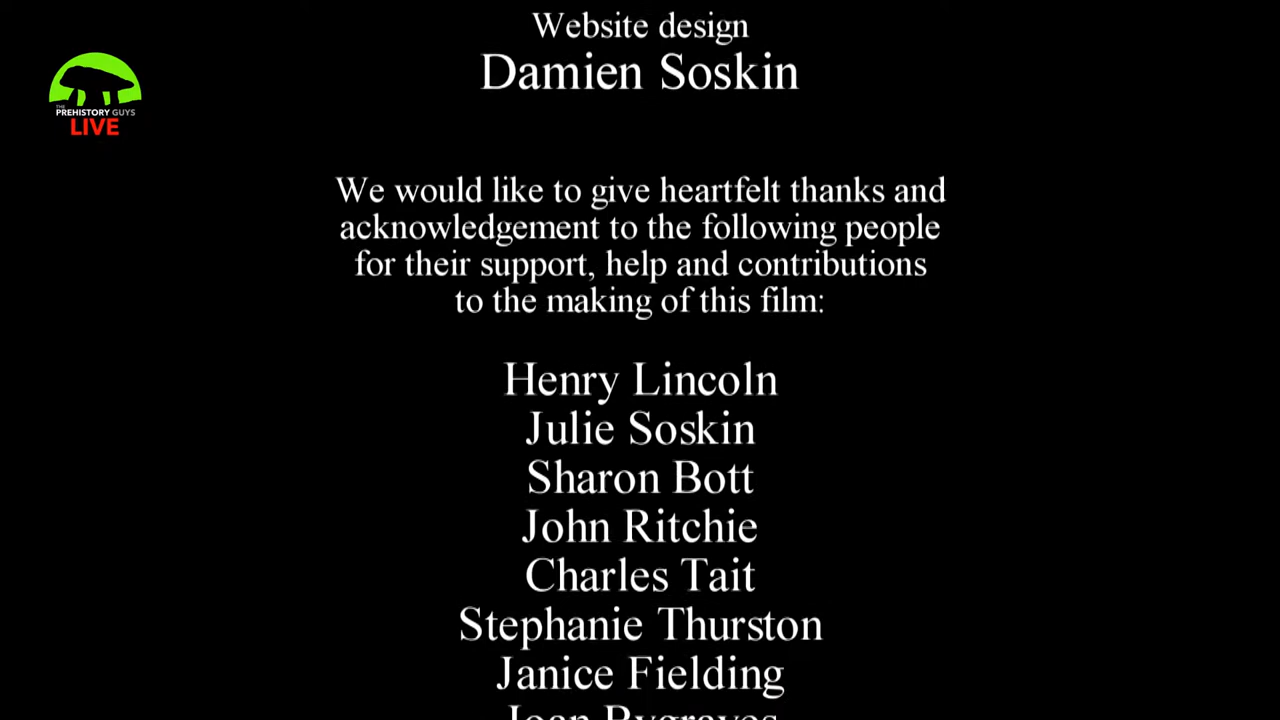 Website design
Damien Soskin
THE
PREHISTORY GUYS
LIVE
We would like to give heartfelt thanks and
acknowledgement to the following people
for their support, help and contributions
to the making of this film:
Henry Lincoln
Julie Soskin
Sharon Bott
John Ritchie
Charles Tait
Stephanie Thurston
Janice Fielding